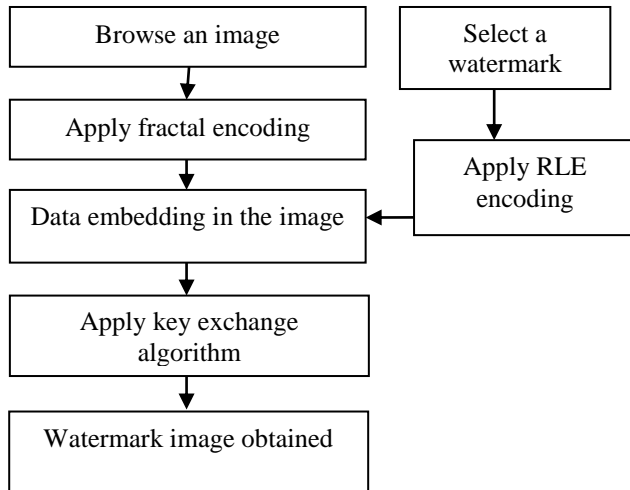 Browse an image
Apply fractal encoding
Data embedding in the image
Apply key exchange
algorithm
Watermark image obtained
Select a
watermark
Apply RLE
encoding